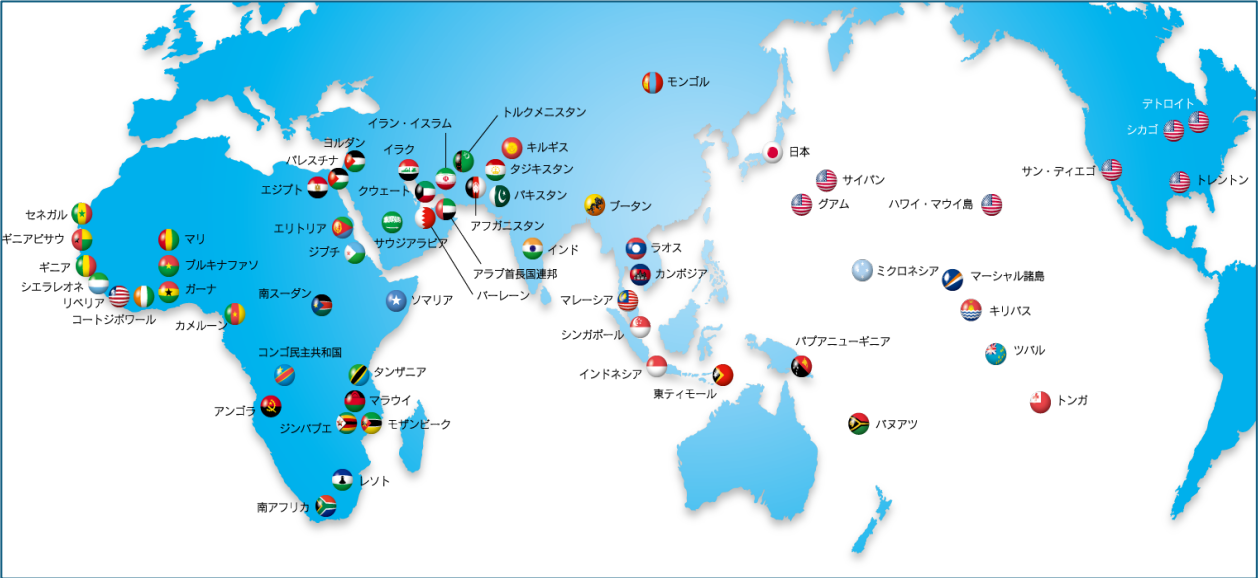 モンゴル
デトロイト
シカゴ
トルクメニスタン
イラン・イスラム
ヨルダン
イラク
キルギス
日本
パレスチナ
タジキスタン
サン・ディエゴ
エジプト
クウェート
パキスタン
サイパン
トレントン
グアム
ハワイ・マウイ島
ブータン
セネガル
アフガニスタン
エリトリア
ギニアビサウ
マリ
サウジアラビア
ジブチ
インド
ラオス
ギニア
ブルキナファソ
アラブ首長国連邦
カンボジア
ミクロネシア
マーシャル諸島
シエラレオネ
ガーナ
南スーダン
バーレーン
リベリア
ソマリア
マレーシア
コートジボワール
カメルーン
キリバス
シンガポール
パプアニューギニア
コンゴ民主共和国
ツバル
タンザニア
インドネシア
東ティモール
マラウイ
アンゴラ
トンガ
ジンバブエ
モザンビーク
バヌアツ
レソト
南アフリカ